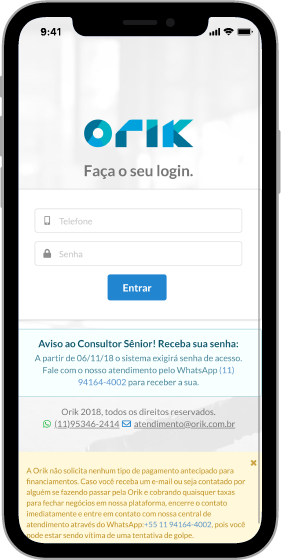 9:41
ORIK
Faça o seu login.
Telefone
Senha
Entrar
Aviso ao Consultor Sênior! Receba sua senha:
A partir de 06/11/18 o sistema exigirá senha de acesso.
Fale com o nosso atendimento pelo WhatsApp (11)
94164-4002 para receber a sua.
Orik 2018, todos os direitos reservados.
(11)95346-2414 atendimento@orik.com.br
A Orik não solicita nenhum tipo de pagamento antecipado para
financiamentos. Caso você receba um e-mail ou seja contatado por
alguém se fazendo passar pela Orik e cobrando quaisquer taxas
para fechar negócios em nossa plataforma, encerre o contato
imediatamente e entre em contato com nossa central de
atendimento através do WhatsApp:+55 11 94164-4002, pois você
pode estar sendo vítima de uma tentativa de golpe.